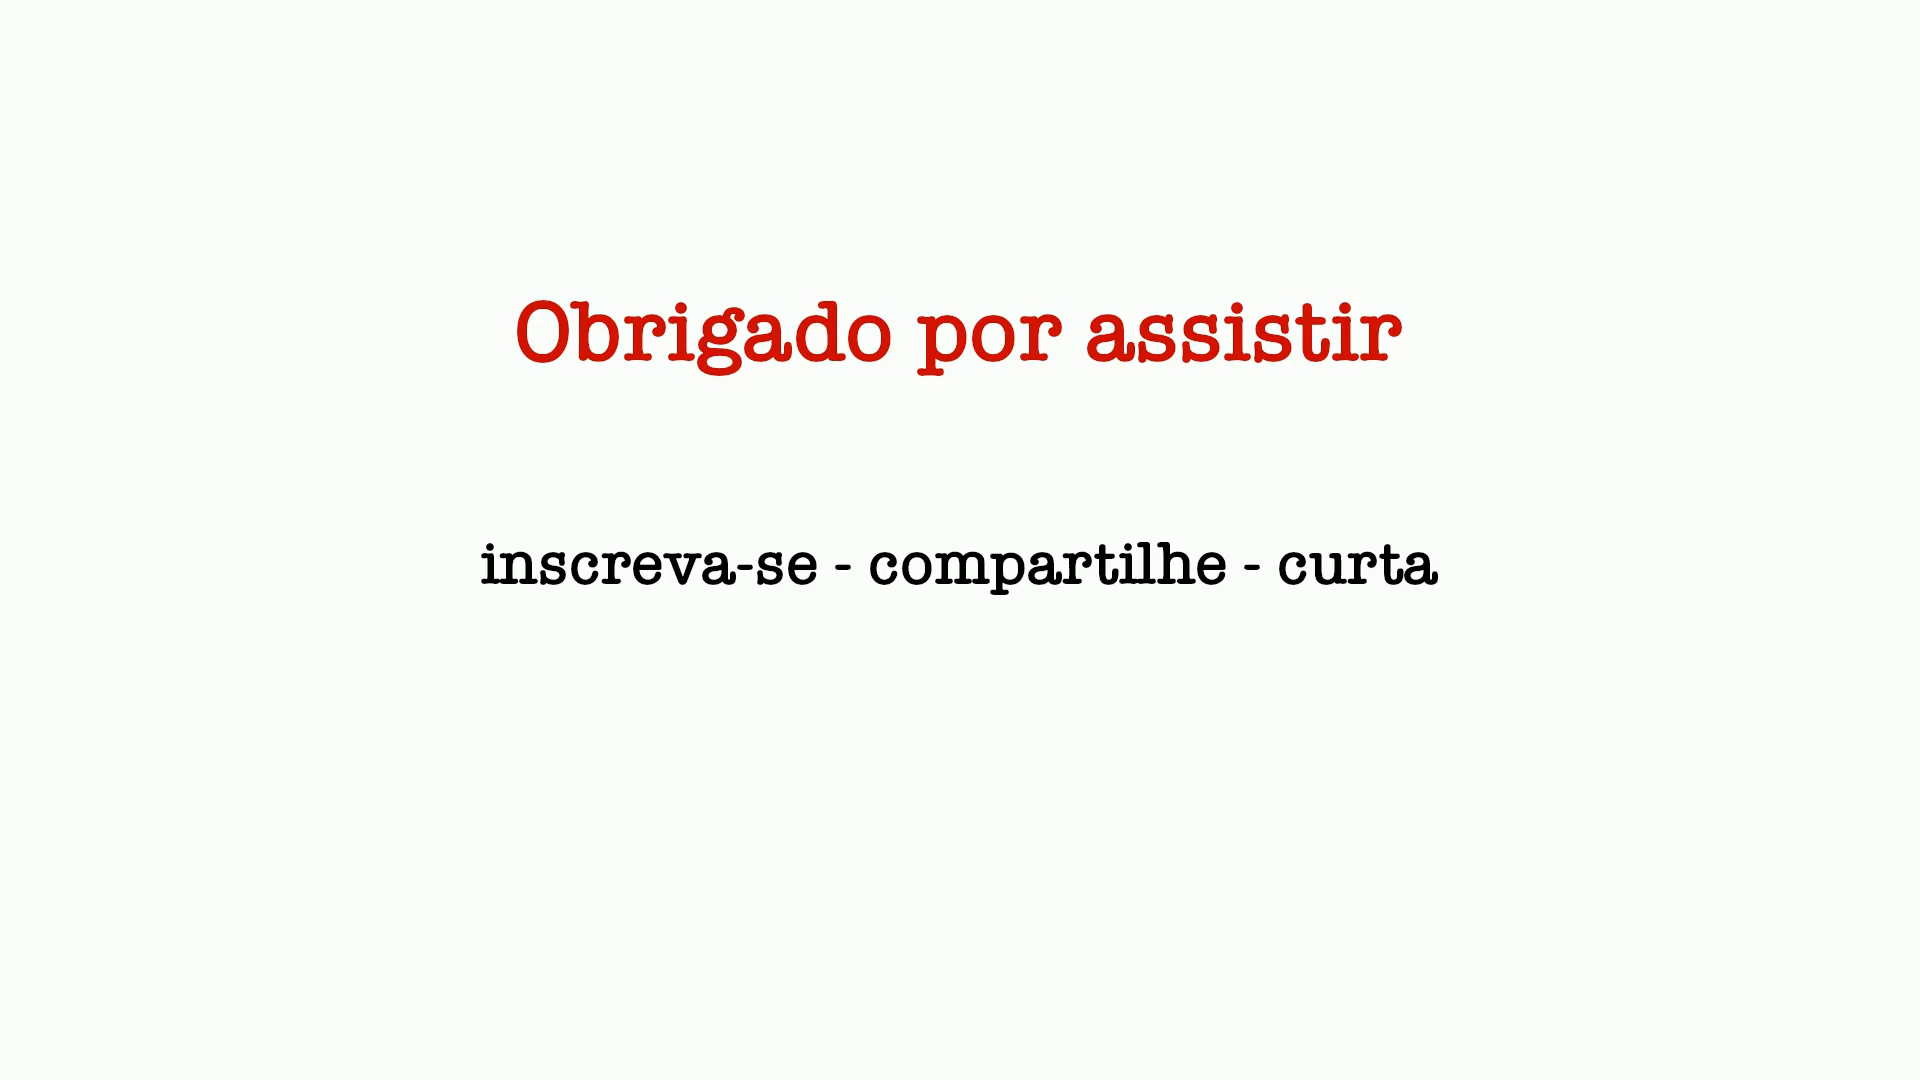 Obrigado por assistir
inscreva-se - compartilhe - curta